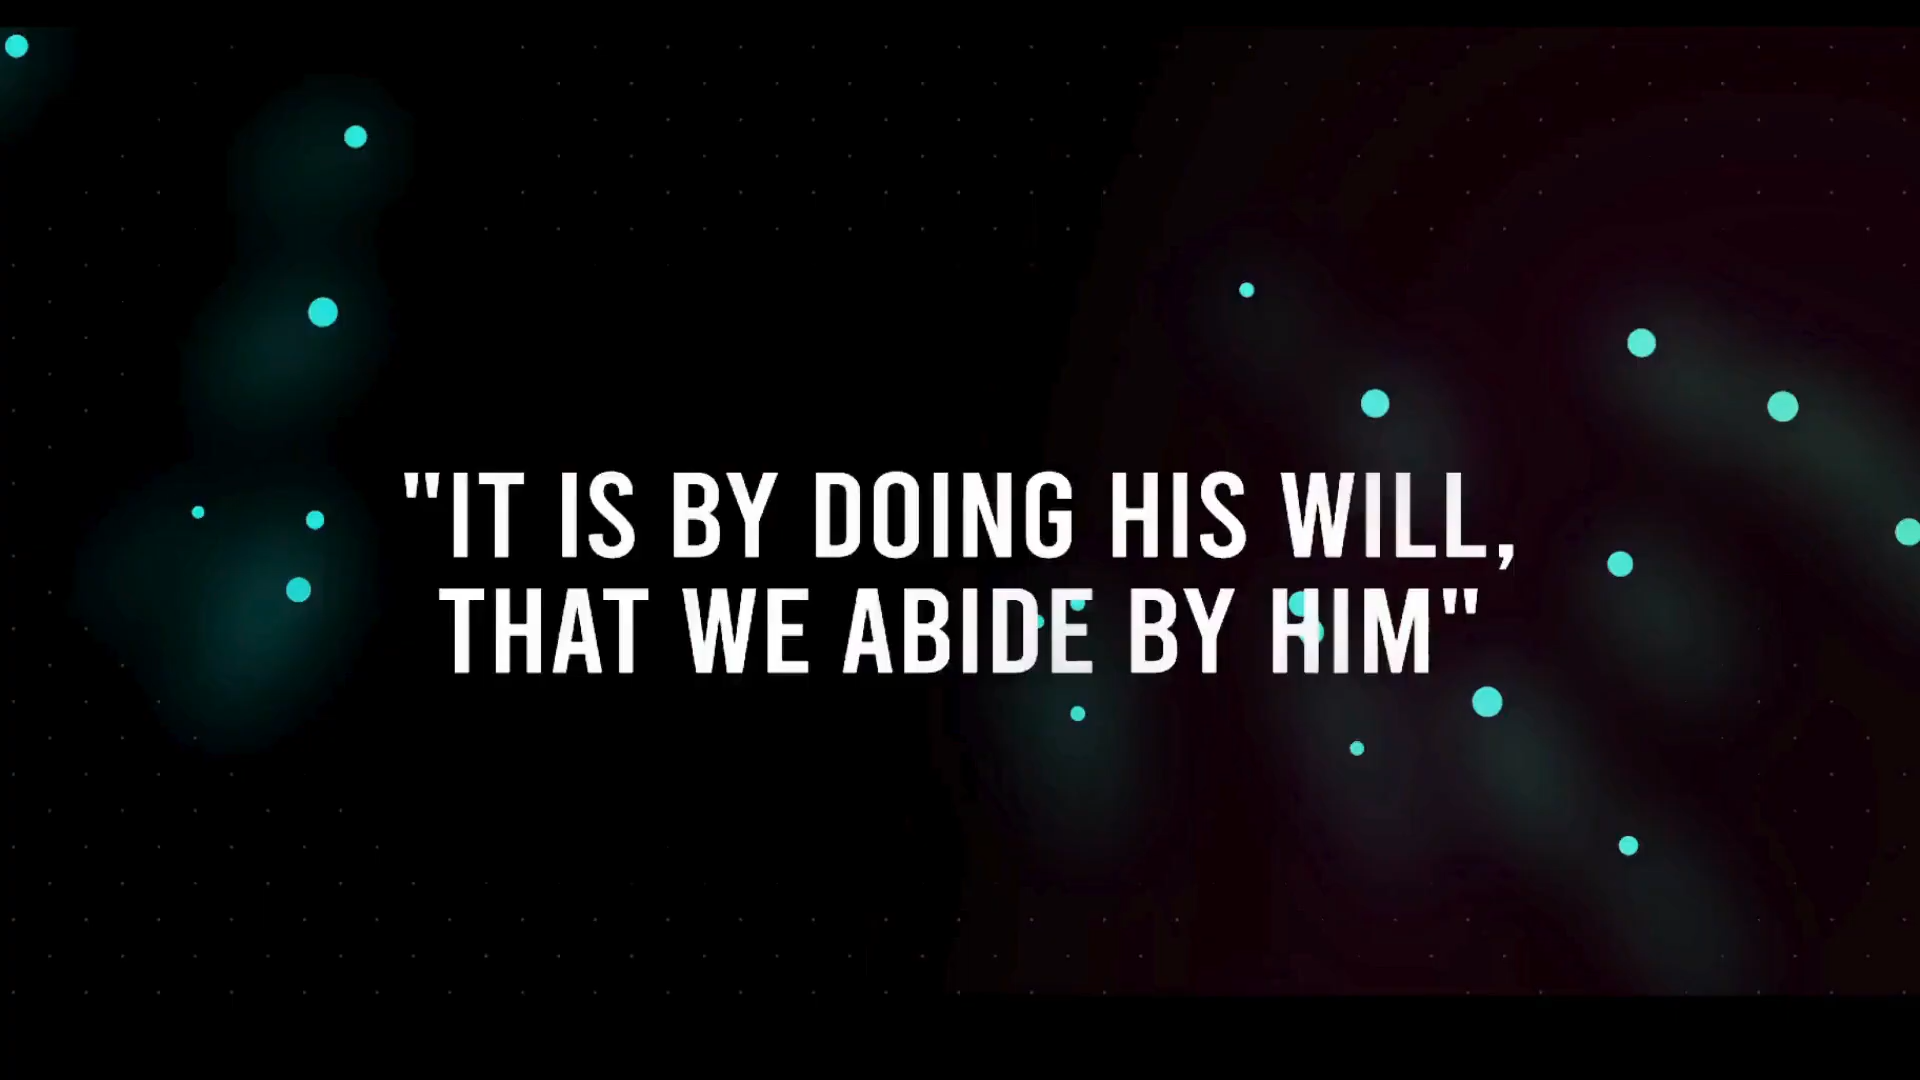 "IT IS BY DOING HIS WILL,
THAT WE ABIDE BY HIM"